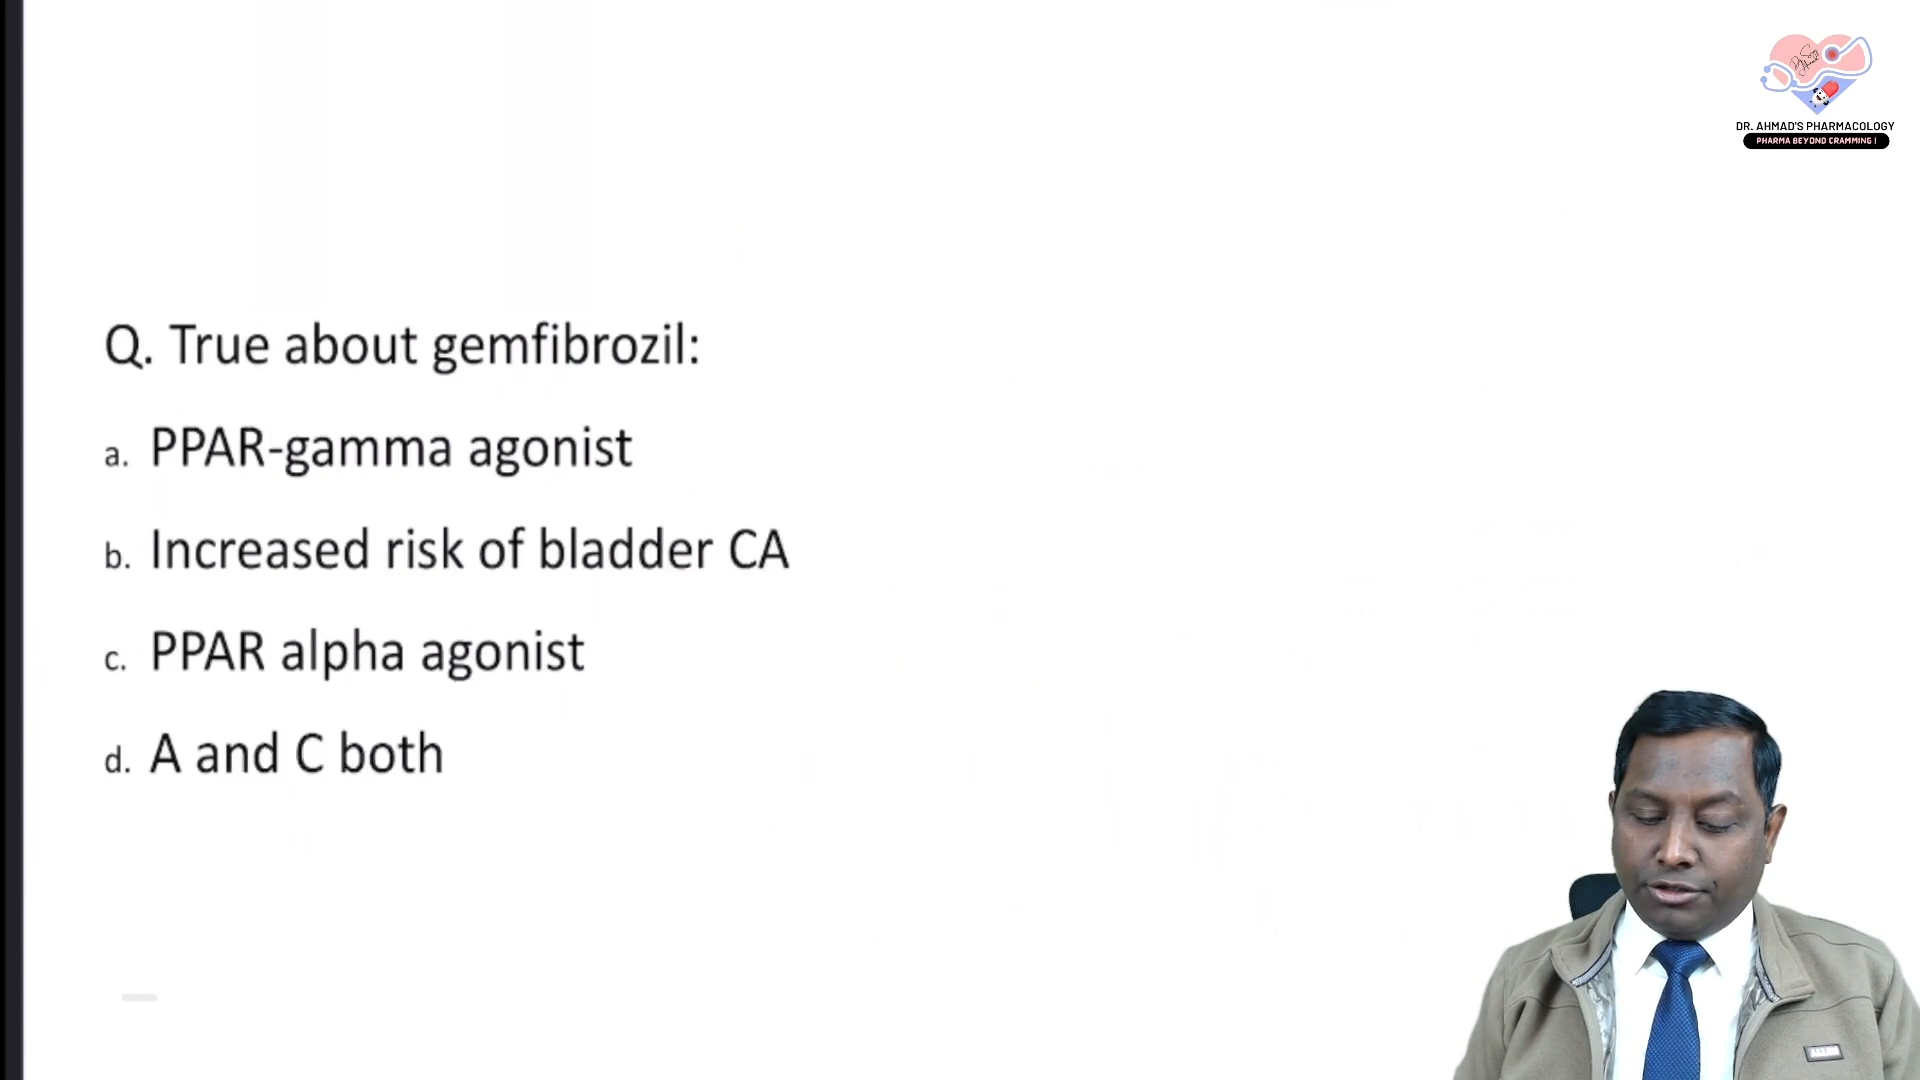 DR. AHMAD'S PHARMACOLOGY
PHARMA BEYOND CRAMMING !
Q. True about gemfibrozil:
a. PPAR-gamma agonist
b. Increased risk of bladder CA
c. PPAR alpha agonist
d. A and C both